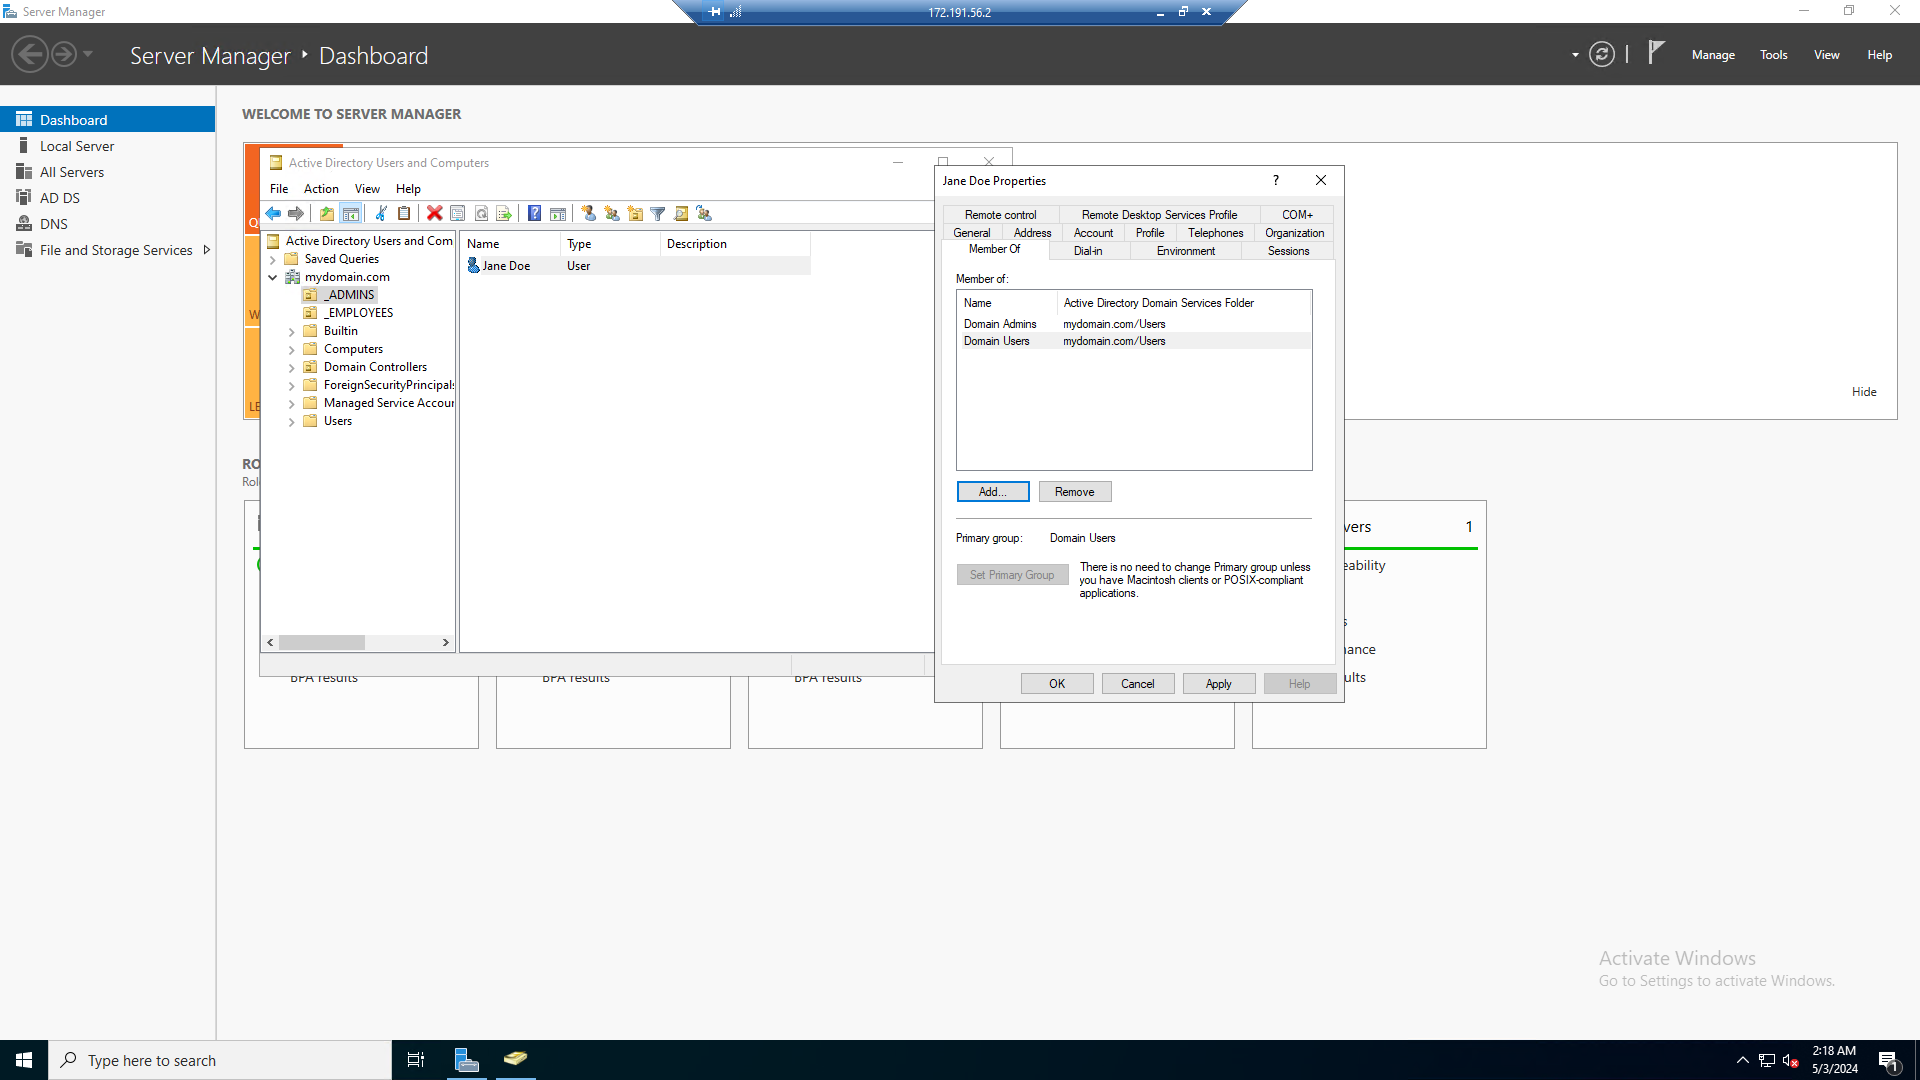 Server Manager
172.191.56.2
Server Manager ‣ Dashboard
Manage
Tools
View
Help
Dashboard
Local Server
All Servers
AD DS
DNS
File and Storage Services
WELCOME TO SERVER MANAGER
Hide
Active Directory Users and Computers
File
Action
View
Help
Active Directory Users and Com
Saved Queries
mydomain.com
_ADMINS
_EMPLOYEES
Builtin
Computers
Domain Controllers
ForeignSecurityPrincipals
Managed Service Accour
Users
Name
Type
Description
Jane Doe
User
Jane Doe Properties
?
Remote control
Remote Desktop Services Profile
COM+
General
Address
Account
Profile
Telephones
Organization
Member Of
Dial-in
Environment
Sessions
Member of:
Name
Active Directory Domain Services Folder
Domain Admins
mydomain.com/Users
Domain Users
mydomain.com/Users
Add...
Remove
Primary group:
Domain Users
Set Primary Group
There is no need to change Primary group unless
you have Macintosh clients or POSIX-compliant
applications.
OK
Cancel
Apply
Help
RO
Rol
vers
1
eability
ance
ults
BPA results
BPA results
BPA results
Activate Windows
Go to Settings to activate Windows.
Type here to search
2:18 AM
5/3/2024
1